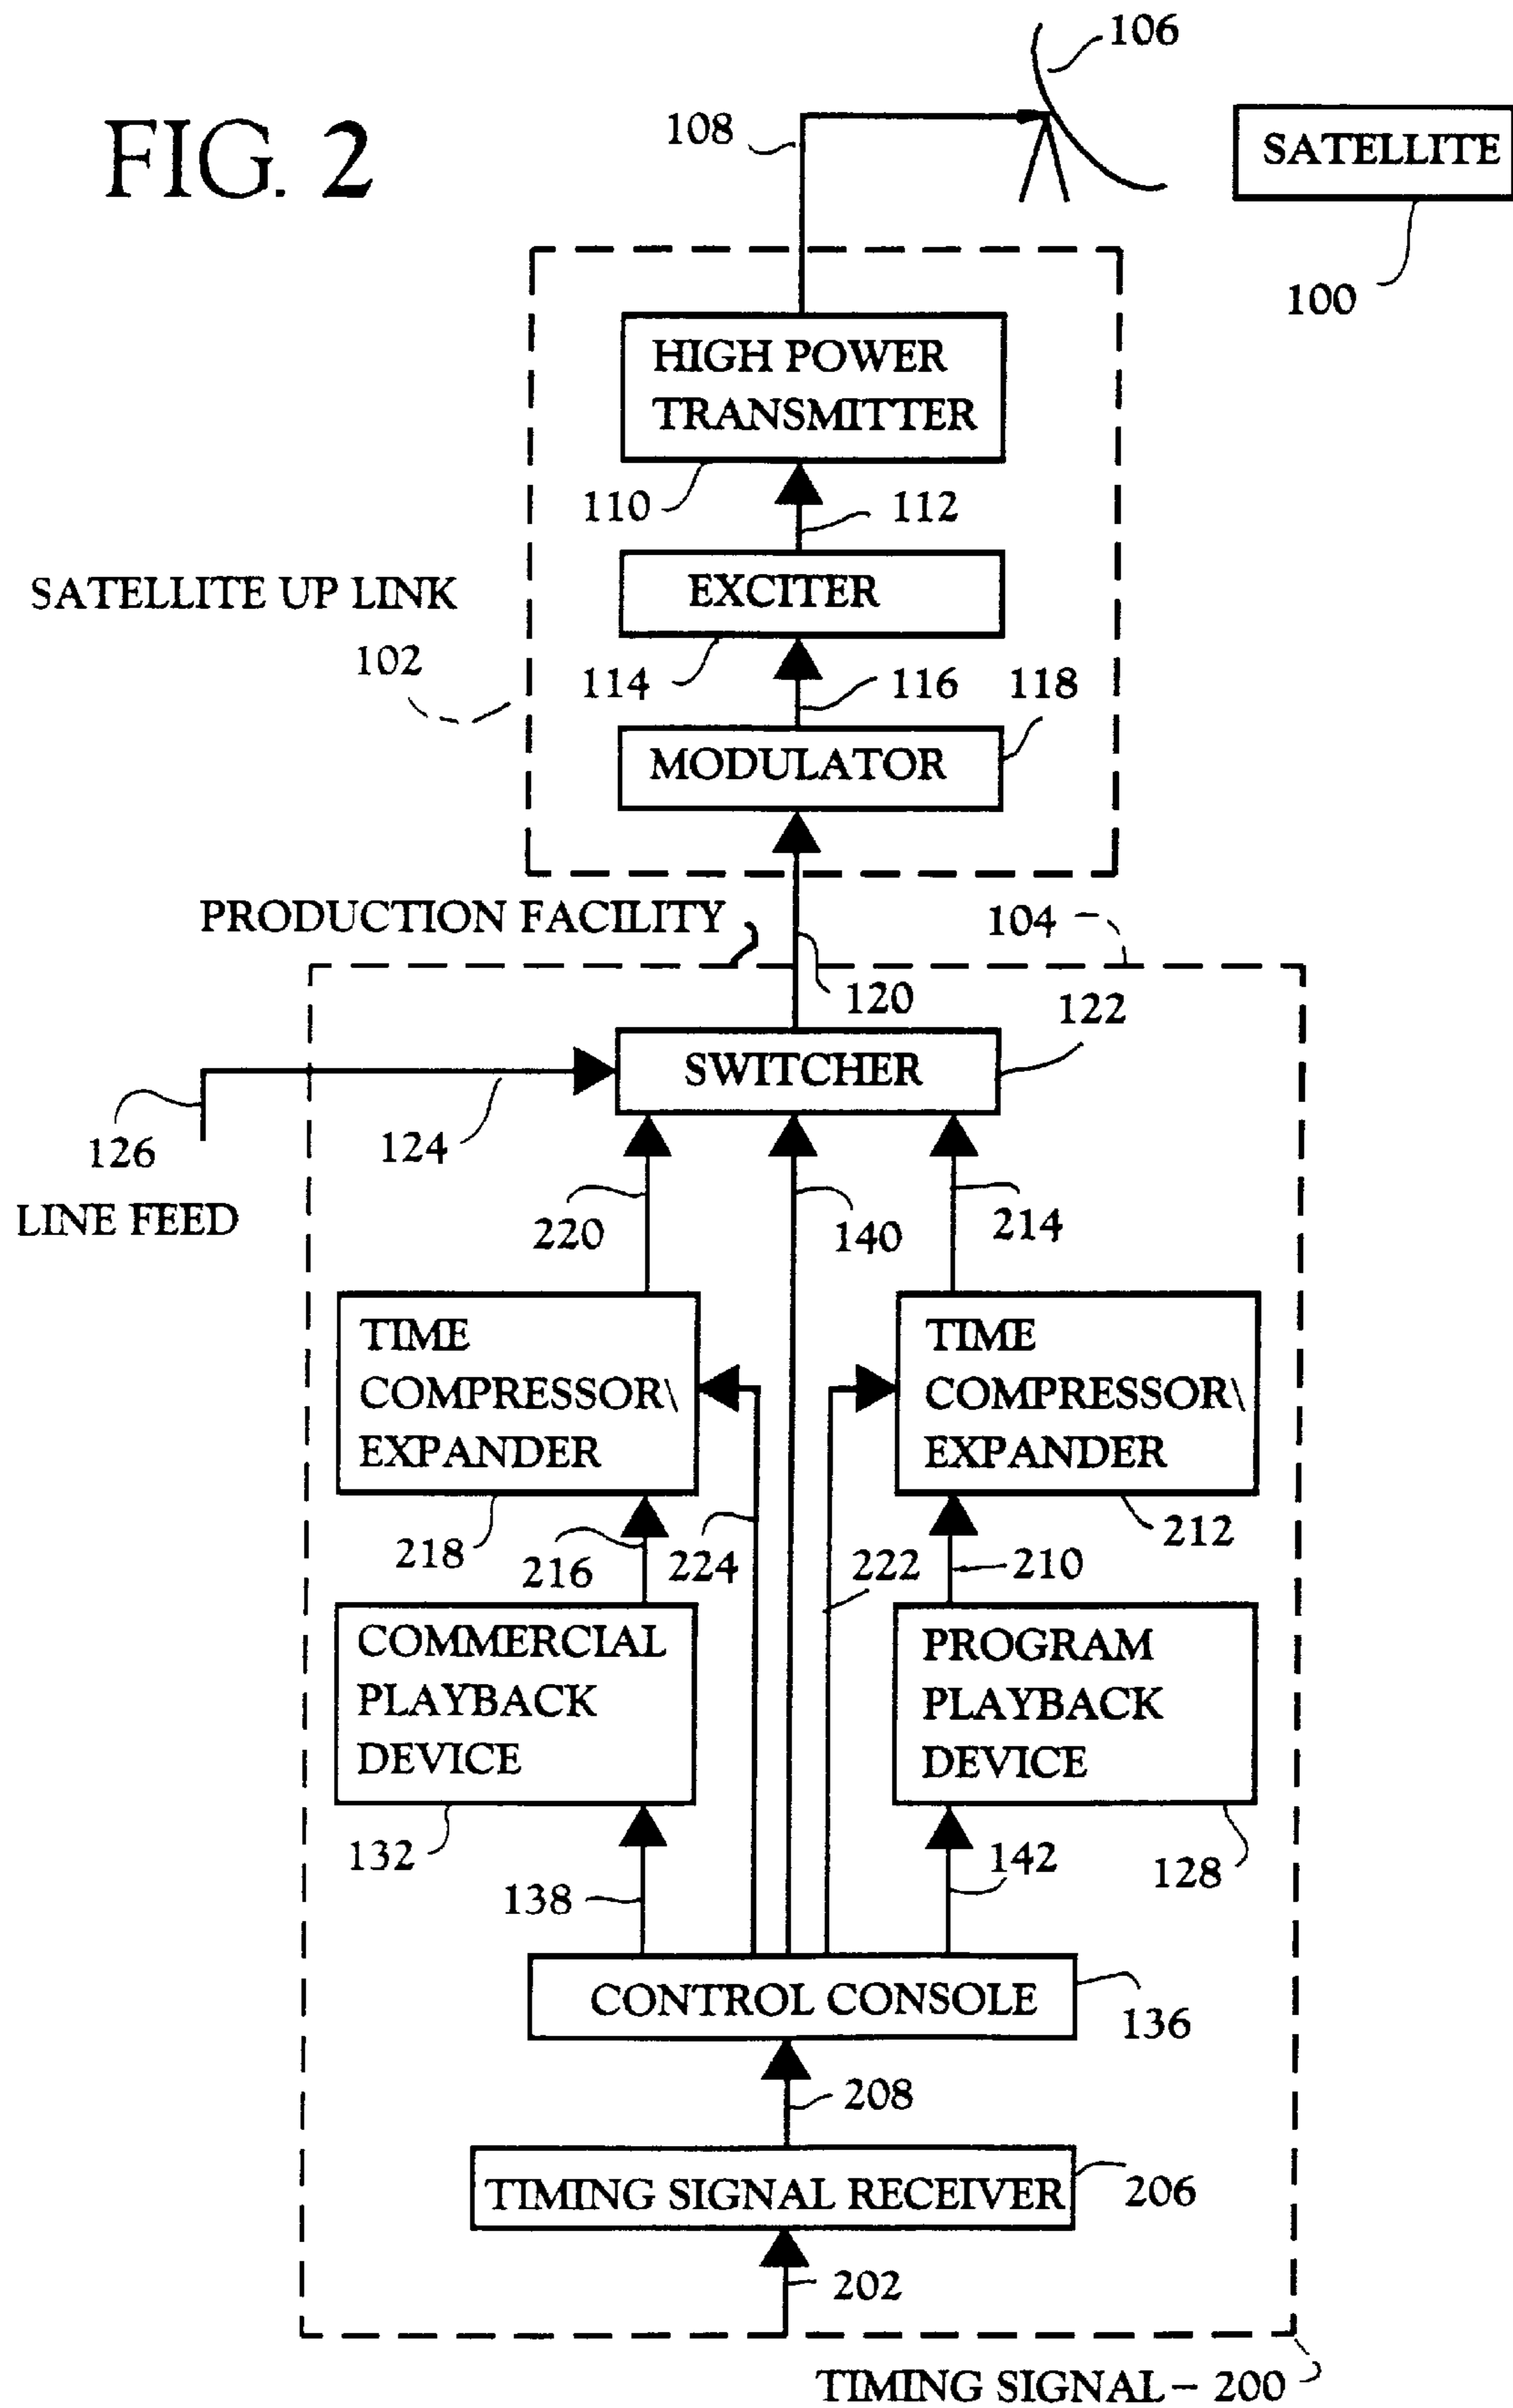 FIG. 2
106
108
SATELLITE
100
HIGH POWER
TRANSMITTER
110
112
EXCITER
SATELLITE UP LINK
102
114
116
118
MODULATOR
PRODUCTION FACILITY
104
120
122
SWITCHER
126
124
LINE FEED
220
140
214
TIME
COMPRESSOR\
EXPANDER
TIME
COMPRESSOR\
EXPANDER
218
216
224
222
210
212
COMMERCIAL
PLAYBACK
DEVICE
PROGRAM
PLAYBACK
DEVICE
132
138
142
128
CONTROL CONSOLE
136
208
TIMING SIGNAL RECEIVER
206
202
TIMING SIGNAL – 200